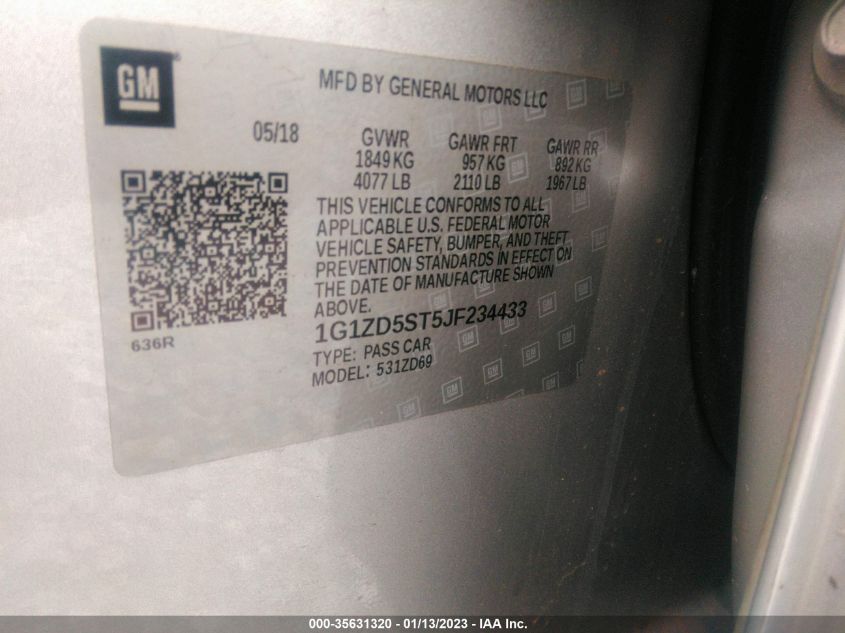 GM
MFD BY GENERAL MOTORS LLC
05/18
GVWR GAWR FRT GAWR RR
1849 KG 957 KG 892 KG
4077 LB 2110 LB 1967 LB
THIS VEHICLE CONFORMS TO ALL
APPLICABLE U.S. FEDERAL MOTOR
VEHICLE SAFETY, BUMPER, AND THEFT
PREVENTION STANDARDS IN EFFECT ON
THE DATE OF MANUFACTURE SHOWN
ABOVE.
1G1ZD5ST5JF234433
636R
TYPE: PASS CAR
MODEL: 531ZD69
000-35631320 — 01/13/2023 — IAA Inc.